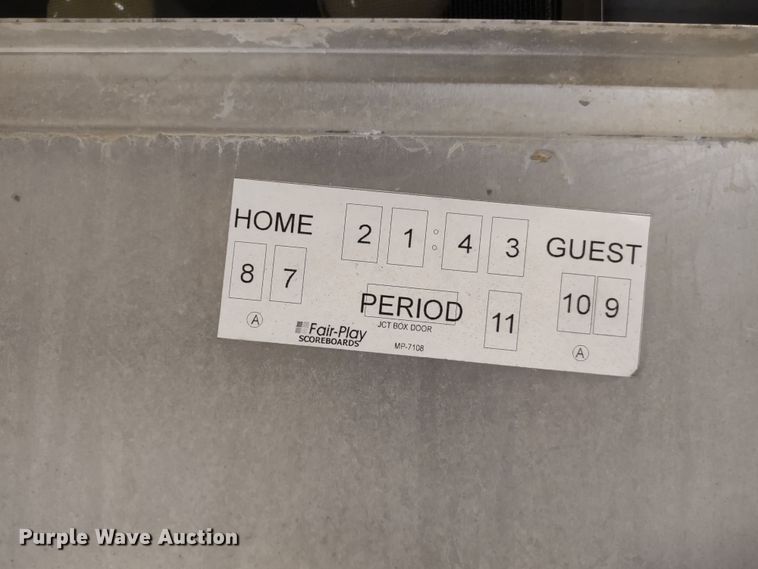 HOME 2 1 : 4 3 GUEST
8 7 PERIOD 11 10 9
A JCT BOX DOOR A
Fair-Play
SCOREBOARDS MP-7108
Purple Wave Auction